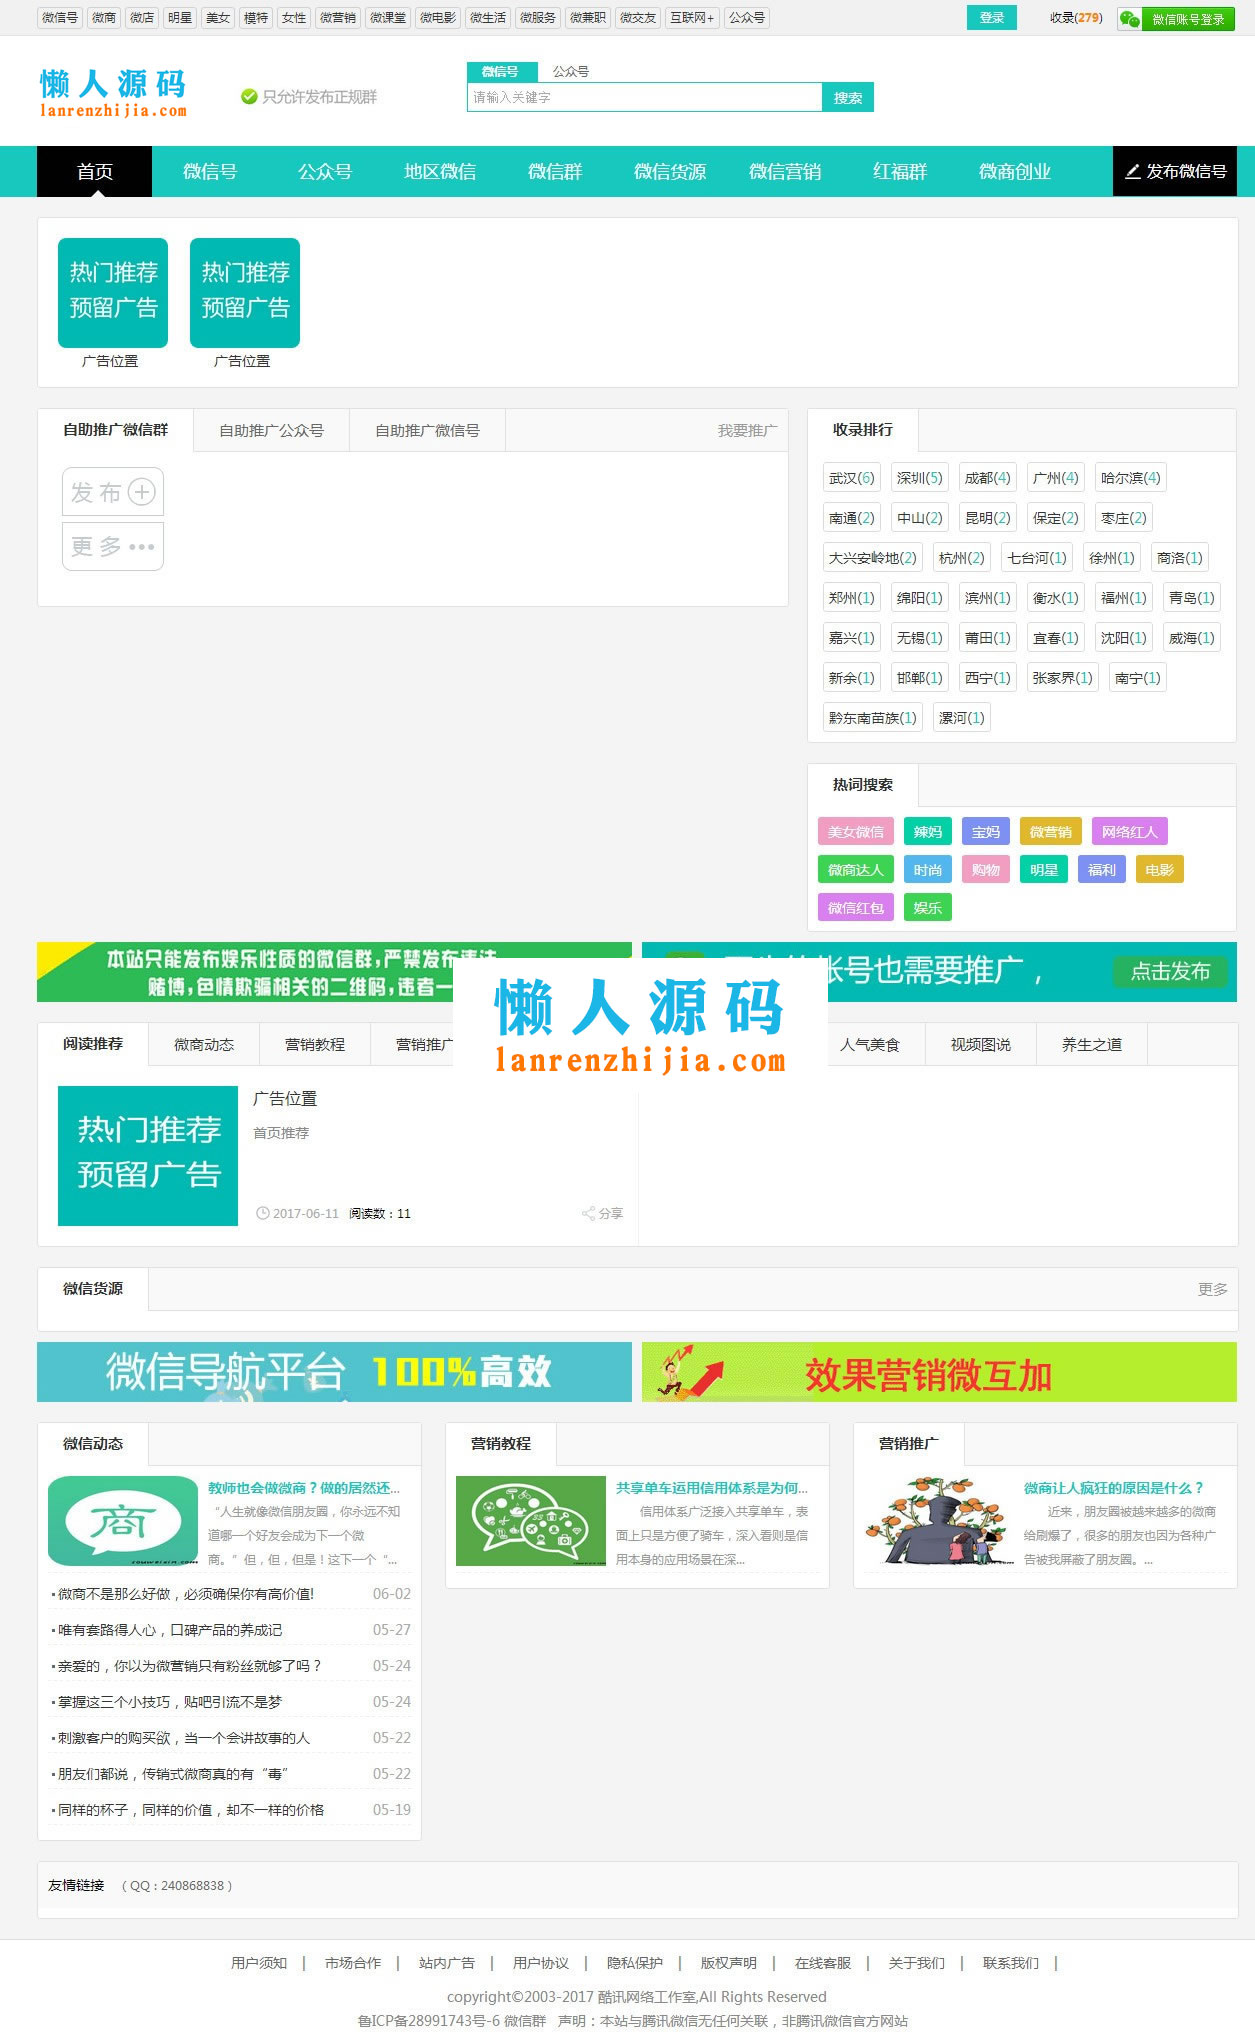 微信号 微商 微店 明星 美女 模特 女性 微营销 微课堂 微电影 微生活 微服务 微兼职 微交友 互联网+ 公众号 登录 收录(279) 微信账号登录
懒人源码
lanrenzhijia.com
只允许发布正规群
微信号 公众号
请输入关键字 搜索
首页 微信号 公众号 地区微信 微信群 微信货源 微信营销 红福群 微商创业 发布微信号
热门推荐 热门推荐
预留广告 预留广告
广告位置 广告位置
自助推广微信群 自助推广公众号 自助推广微信号 我要推广
发布
更多
收录排行
武汉(6) 深圳(5) 成都(4) 广州(4) 哈尔滨(4)
南通(2) 中山(2) 昆明(2) 保定(2) 枣庄(2)
大兴安岭地(2) 杭州(2) 七台河(1) 徐州(1) 商洛(1)
郑州(1) 绵阳(1) 滨州(1) 衡水(1) 福州(1) 青岛(1)
嘉兴(1) 无锡(1) 莆田(1) 宜春(1) 沈阳(1) 威海(1)
新余(1) 邯郸(1) 西宁(1) 张家界(1) 南宁(1)
黔东南苗族(1) 漯河(1)
热词搜索
美女微信 辣妈 宝妈 微营销 网络红人
微商达人 时尚 购物 明星 福利 电影
微信红包 娱乐
本站只能发布娱乐性质的微信群,严禁发布违法
赌博,色情欺骗相关的二维码,违者一
帐号也需要推广， 点击发布
懒人源码
lanrenzhijia.com
阅读推荐 微商动态 营销教程 营销推广 人气美食 视频图说 养生之道
热门推荐
预留广告
广告位置
首页推荐
2017-06-11 阅读数：11 分享
微信货源 更多
微信导航平台 100%高效
效果营销微互加
微信动态
商
教师也会做微商？做的居然还...
“人生就像微信朋友圈，你永远不知
道哪一个好友会成为下一个微
商。”但，但，但是！这下一个“...
微商不是那么好做，必须确保你有高价值! 06-02
唯有套路得人心，口碑产品的养成记 05-27
亲爱的，你以为微营销只有粉丝就够了吗？ 05-24
掌握这三个小技巧，贴吧引流不是梦 05-24
刺激客户的购买欲，当一个会讲故事的人 05-22
朋友们都说，传销式微商真的有“毒” 05-22
同样的杯子，同样的价值，却不一样的价格 05-19
营销教程
共享单车运用信用体系是为何...
信用体系广泛接入共享单车，表
面上只是方便了骑车，深入看则是信
用本身的应用场景在深...
营销推广
微商让人疯狂的原因是什么？
近来，朋友圈被越来越多的微商
给刷爆了，很多的朋友也因为各种广
告被我屏蔽了朋友圈。...
友情链接 （QQ：240868838）
用户须知 | 市场合作 | 站内广告 | 用户协议 | 隐私保护 | 版权声明 | 在线客服 | 关于我们 | 联系我们 |
copyright©2003-2017 酷讯网络工作室,All Rights Reserved
鲁ICP备28991743号-6 微信群 声明：本站与腾讯微信无任何关联，非腾讯微信官方网站